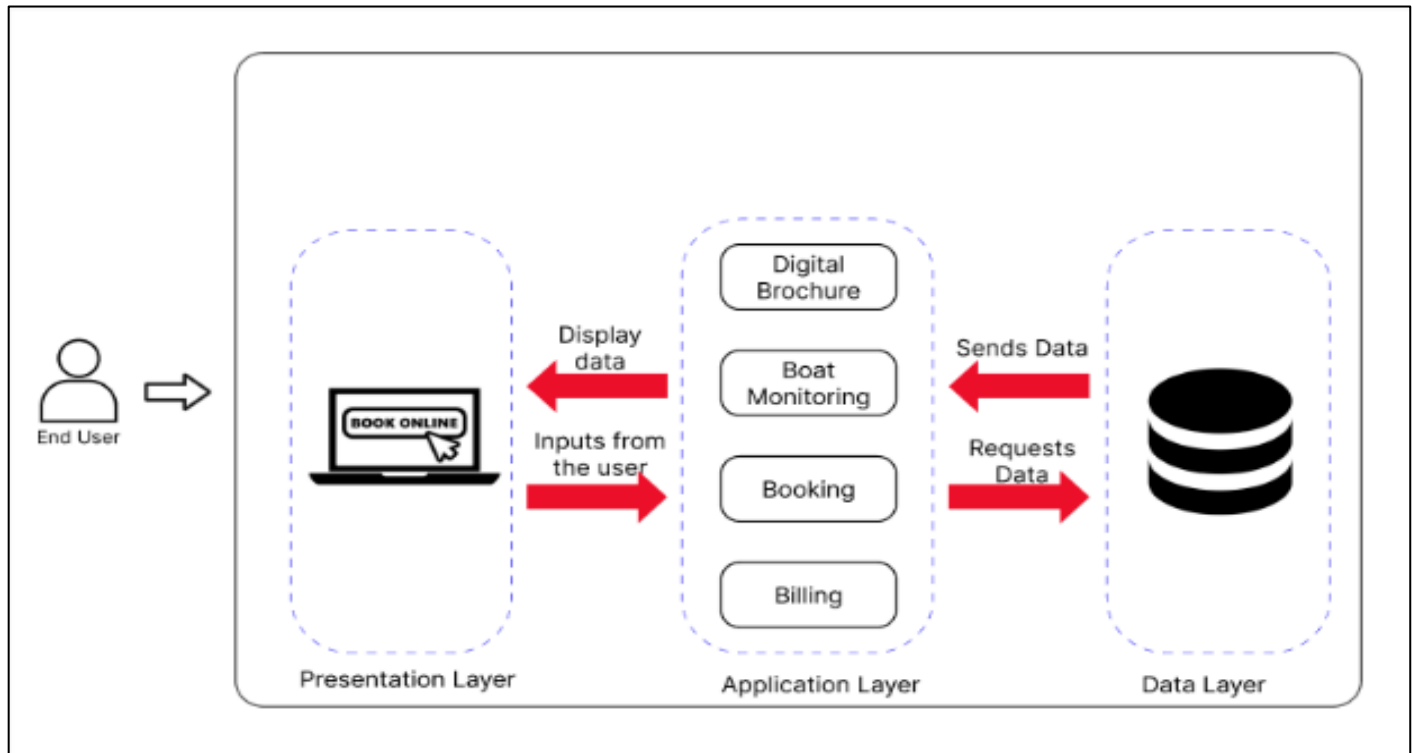 End User
BOOK ONLINE
Presentation Layer
Display
data
Inputs from
the user
Digital
Brochure
Boat
Monitoring
Booking
Billing
Application Layer
Sends Data
Requests
Data
Data Layer